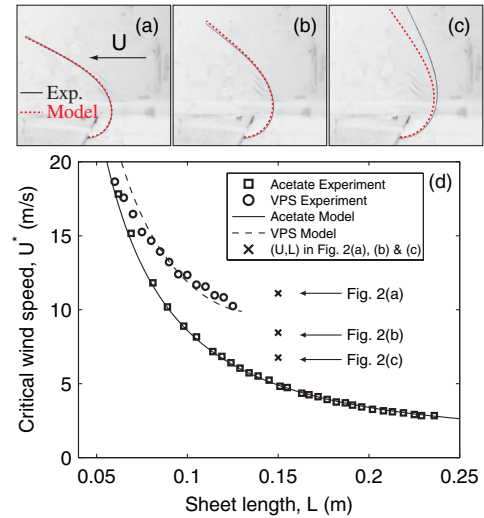 (a)
U
Exp.
Model
(b)
(c)
(d)
Critical wind speed, U* (m/s)
20
15
10
5
0
Acetate Experiment
VPS Experiment
Acetate Model
VPS Model
(U,L) in Fig. 2(a), (b) & (c)
Fig. 2(a)
Fig. 2(b)
Fig. 2(c)
0.05
0.1
0.15
0.2
0.25
Sheet length, L (m)